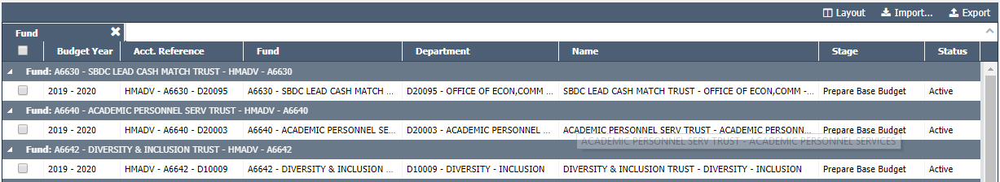 Layout Import... Export
Fund
Budget Year Acct. Reference Fund Department Name Stage Status
Fund: A6630 - SBDC LEAD CASH MATCH TRUST - HMADV - A6630
2019 - 2020 HMADV - A6630 - D20095 A6630 - SBDC LEAD CASH MATCH ... D20095 - OFFICE OF ECON,COMM ... SBDC LEAD CASH MATCH TRUST - OFFICE OF ECON,COMM -... Prepare Base Budget Active
Fund: A6640 - ACADEMIC PERSONNEL SERV TRUST - HMADV - A6640
2019 - 2020 HMADV - A6640 - D20003 A6640 - ACADEMIC PERSONNEL SE... D20003 - ACADEMIC PERSONNEL ... ACADEMIC PERSONNEL SERV TRUST - ACADEMIC PERSONN... Prepare Base Budget Active
ACADEMIC PERSONNEL SERV TRUST - ACADEMIC PERSONNEL SERVICES
Fund: A6642 - DIVERSITY & INCLUSION TRUST - HMADV - A6642
2019 - 2020 HMADV - A6642 - D10009 A6642 - DIVERSITY & INCLUSION ... D10009 - DIVERSITY - INCLUSION DIVERSITY & INCLUSION TRUST - DIVERSITY - INCLUSION Prepare Base Budget Active